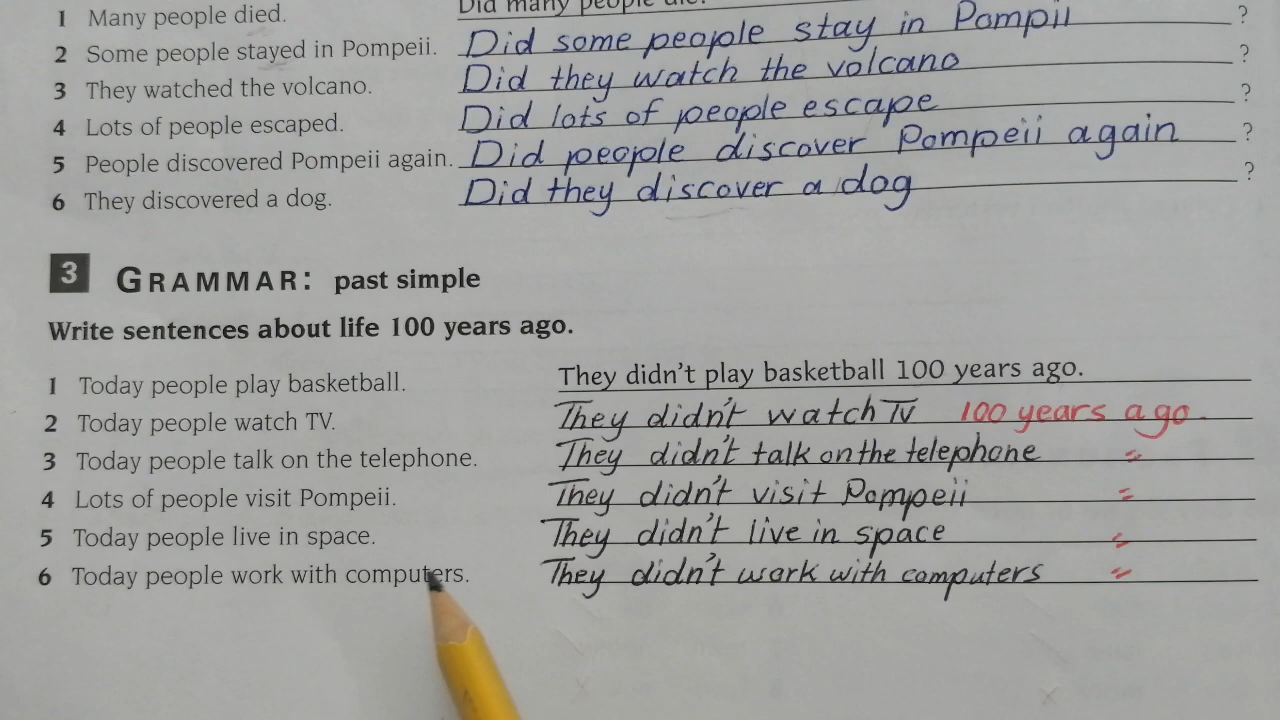 1 Many people died. Did many people die?
2 Some people stayed in Pompeii. Did some people stay in Pompii ?
3 They watched the volcano. Did they watch the volcano ?
4 Lots of people escaped. Did lots of people escape ?
5 People discovered Pompeii again. Did people discover Pompeii again ?
6 They discovered a dog. Did they discover a dog ?
3 GRAMMAR: past simple
Write sentences about life 100 years ago.
1 Today people play basketball. They didn't play basketball 100 years ago.
2 Today people watch TV. They didn't watch TV 100 years ago.
3 Today people talk on the telephone. They didn't talk on the telephone =
4 Lots of people visit Pompeii. They didn't visit Pompeii =
5 Today people live in space. They didn't live in space =
6 Today people work with computers. They didn't work with computers =